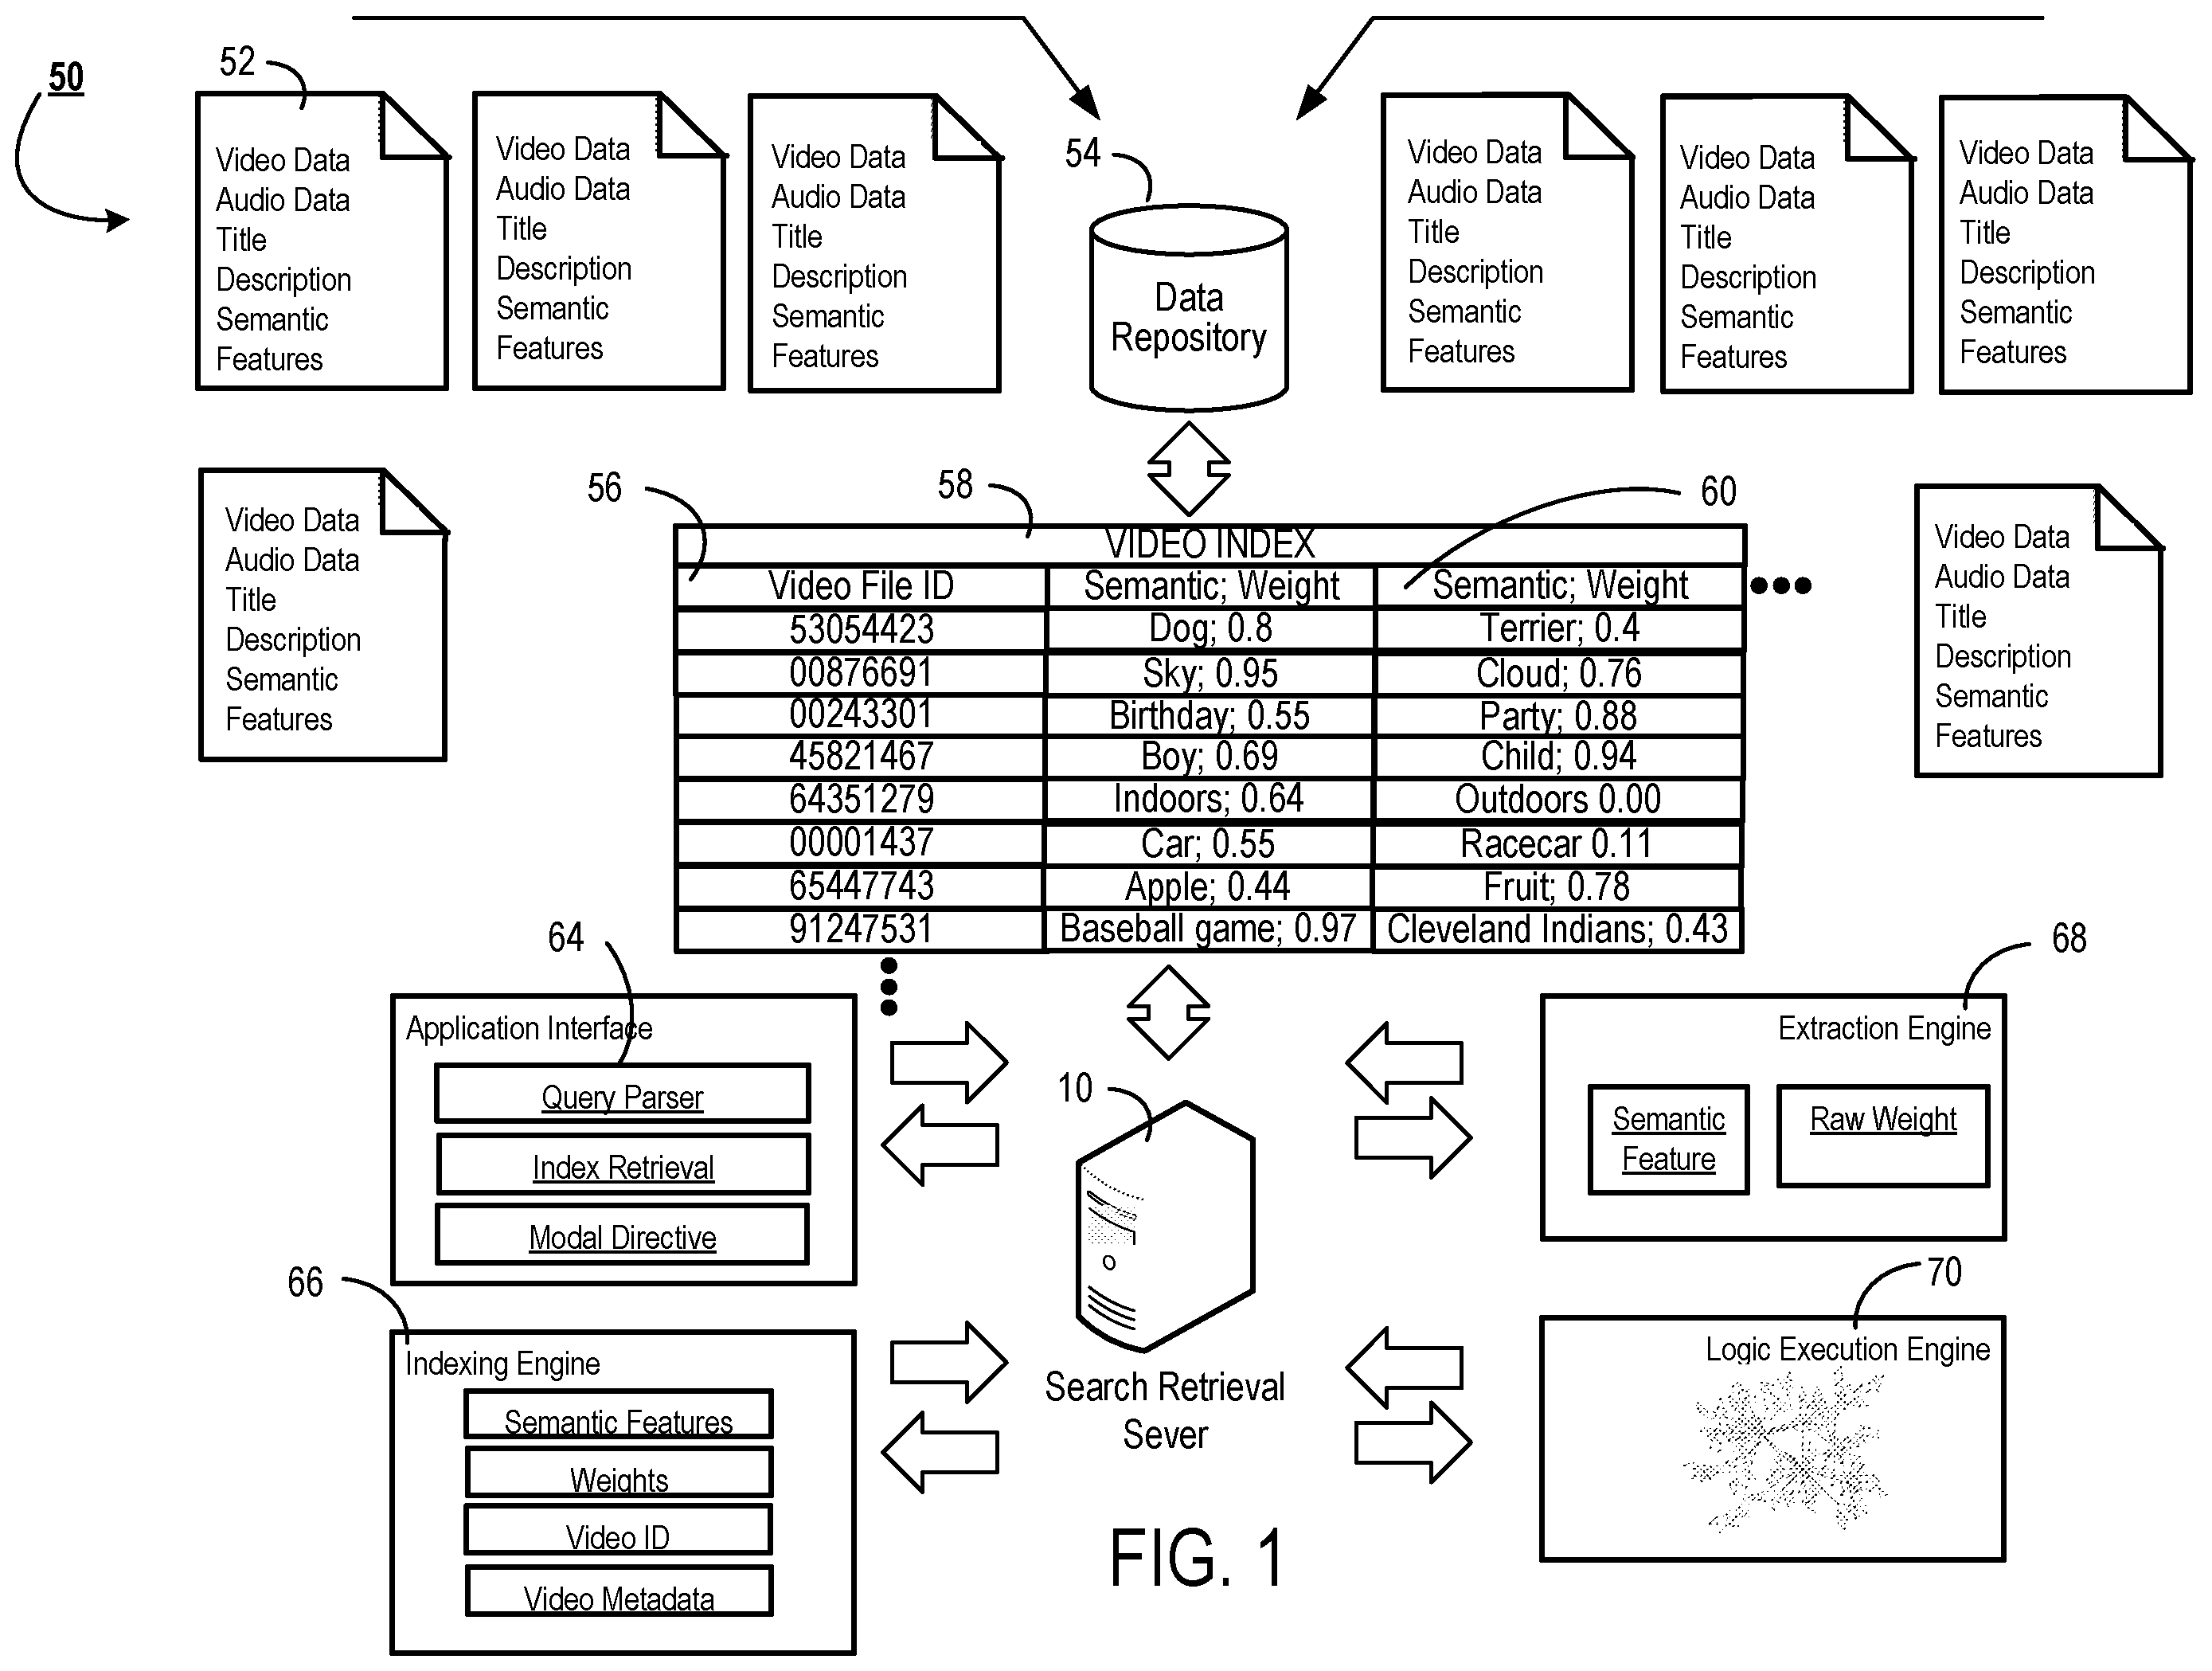 50
52
Video Data
Audio Data
Title
Description
Semantic
Features
Video Data
Audio Data
Title
Description
Semantic
Features
Video Data
Audio Data
Title
Description
Semantic
Features
54
Data
Repository
Video Data
Audio Data
Title
Description
Semantic
Features
Video Data
Audio Data
Title
Description
Semantic
Features
Video Data
Audio Data
Title
Description
Semantic
Features
Video Data
Audio Data
Title
Description
Semantic
Features
56
58
60
VIDEO INDEX
Video File ID Semantic; Weight Semantic; Weight
53054423 Dog; 0.8 Terrier; 0.4
00876691 Sky; 0.95 Cloud; 0.76
00243301 Birthday; 0.55 Party; 0.88
45821467 Boy; 0.69 Child; 0.94
64351279 Indoors; 0.64 Outdoors 0.00
00001437 Car; 0.55 Racecar 0.11
65447743 Apple; 0.44 Fruit; 0.78
91247531 Baseball game; 0.97 Cleveland Indians; 0.43
Video Data
Audio Data
Title
Description
Semantic
Features
64
Application Interface
Query Parser
Index Retrieval
Modal Directive
10
Search Retrieval
Sever
68
Extraction Engine
Semantic
Feature
Raw Weight
66
Indexing Engine
Semantic Features
Weights
Video ID
Video Metadata
70
Logic Execution Engine
FIG. 1